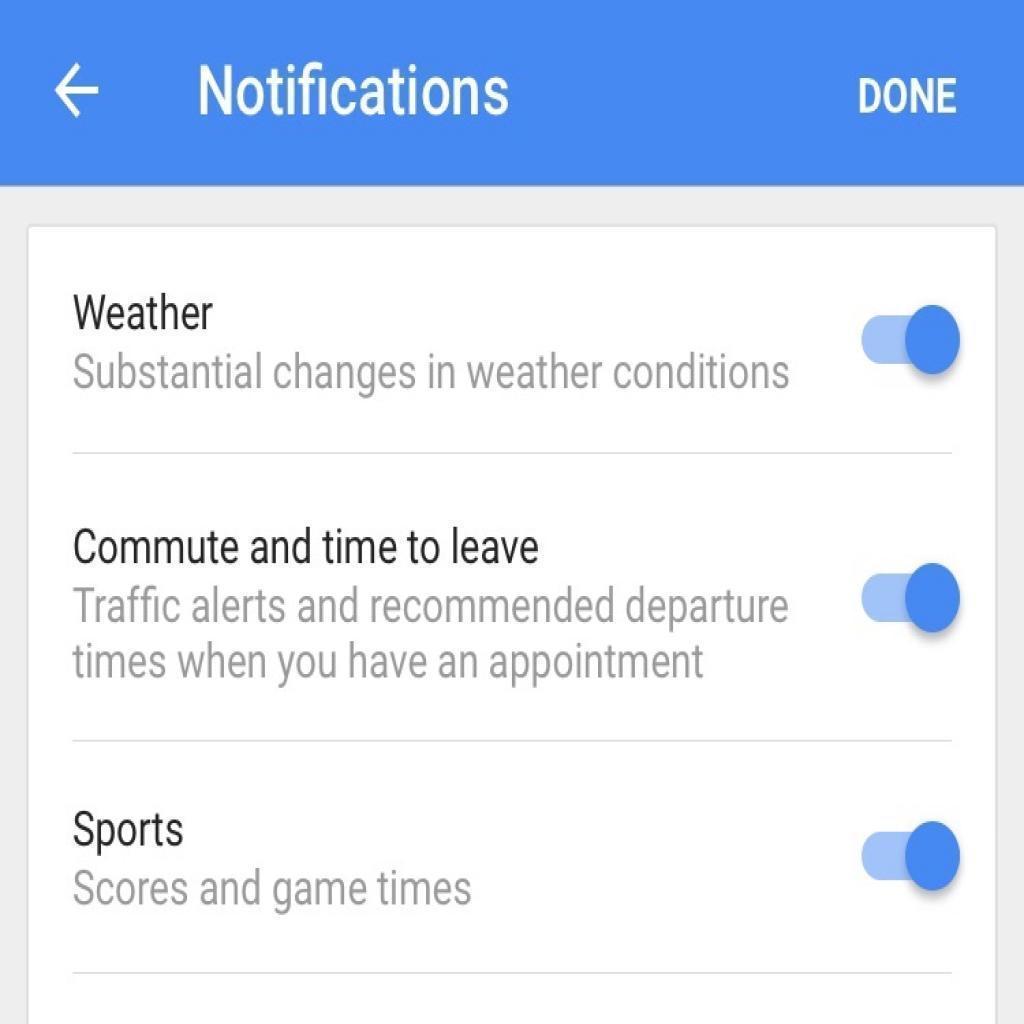 Notifications DONE
Weather
Substantial changes in weather conditions
Commute and time to leave
Traffic alerts and recommended departure
times when you have an appointment
Sports
Scores and game times